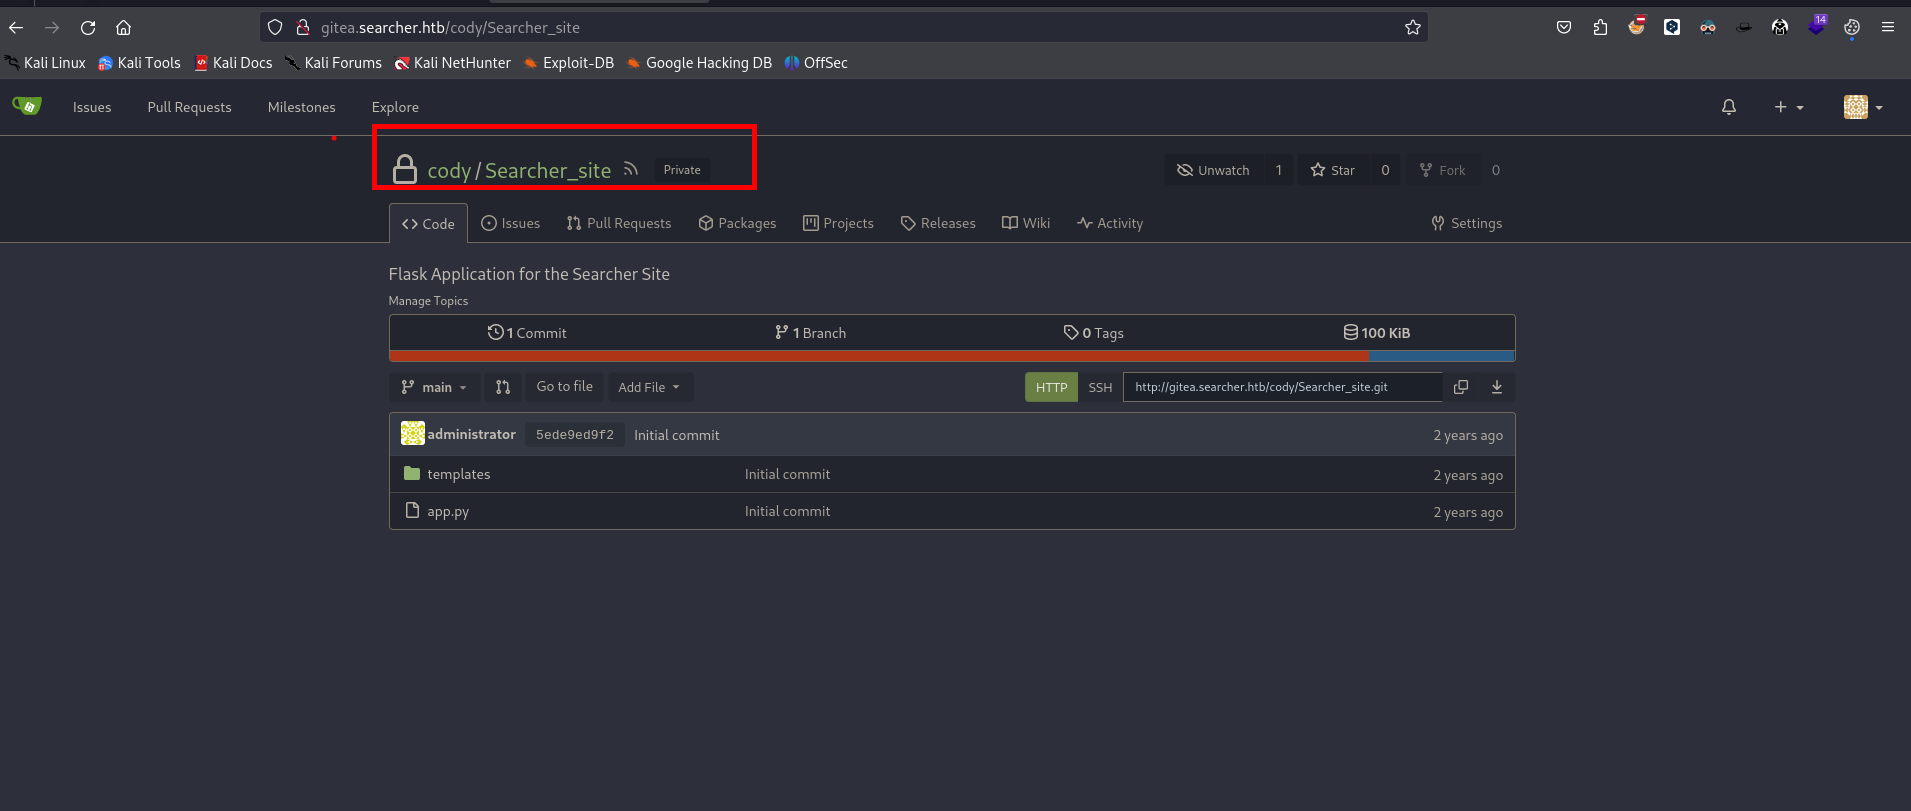 gitea.searcher.htb/cody/Searcher_site
14
Kali Linux Kali Tools Kali Docs Kali Forums Kali NetHunter Exploit-DB Google Hacking DB OffSec
Issues Pull Requests Milestones Explore
cody / Searcher_site Private Unwatch 1 Star 0 Fork 0
Code Issues Pull Requests Packages Projects Releases Wiki Activity Settings
Flask Application for the Searcher Site
Manage Topics
1 Commit 1 Branch 0 Tags 100 KiB
main Go to file Add File HTTP SSH http://gitea.searcher.htb/cody/Searcher_site.git
administrator 5ede9ed9f2 Initial commit 2 years ago
templates Initial commit 2 years ago
app.py Initial commit 2 years ago